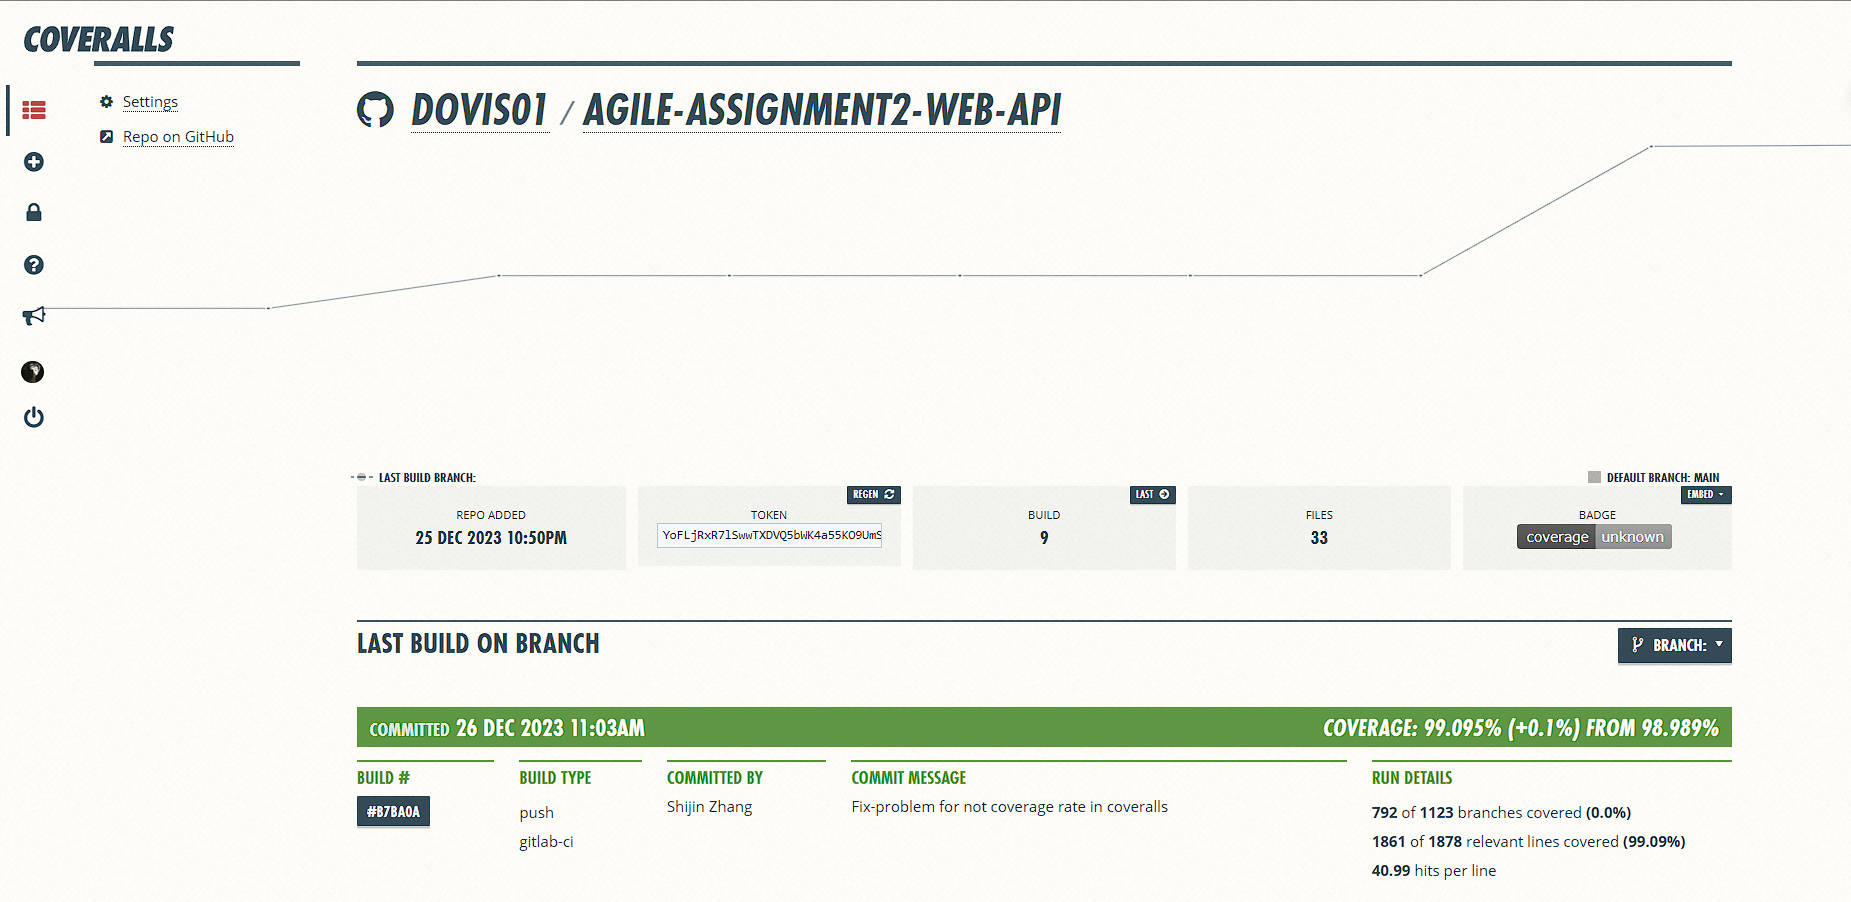 COVERALLS
Settings
Repo on GitHub
DOVIS01 / AGILE-ASSIGNMENT2-WEB-API
LAST BUILD BRANCH:
DEFAULT BRANCH: MAIN
REPO ADDED
25 DEC 2023 10:50PM
REGEN
TOKEN
YoFLjRxR7lSwwTXDVQ5bWK4a55KO9UmS
LAST
BUILD
9
FILES
33
EMBED
BADGE
coverage unknown
LAST BUILD ON BRANCH
BRANCH:
COMMITTED 26 DEC 2023 11:03AM
COVERAGE: 99.095% (+0.1%) FROM 98.989%
BUILD #
#B7BA0A
BUILD TYPE
push
gitlab-ci
COMMITTED BY
Shijin Zhang
COMMIT MESSAGE
Fix-problem for not coverage rate in coveralls
RUN DETAILS
792 of 1123 branches covered (0.0%)
1861 of 1878 relevant lines covered (99.09%)
40.99 hits per line